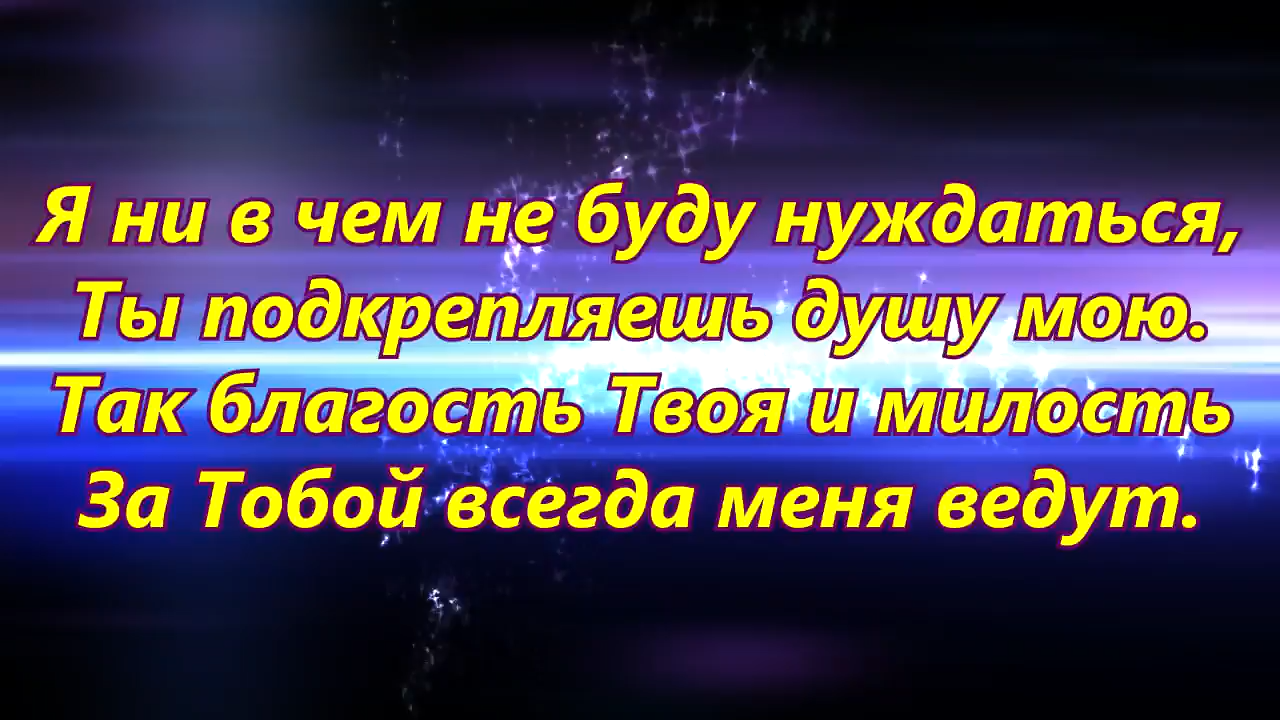 Я ни в чем не буду нуждаться,
Ты подкрепляешь душу мою.
Так благость Твоя и милость
За Тобой всегда меня ведут.